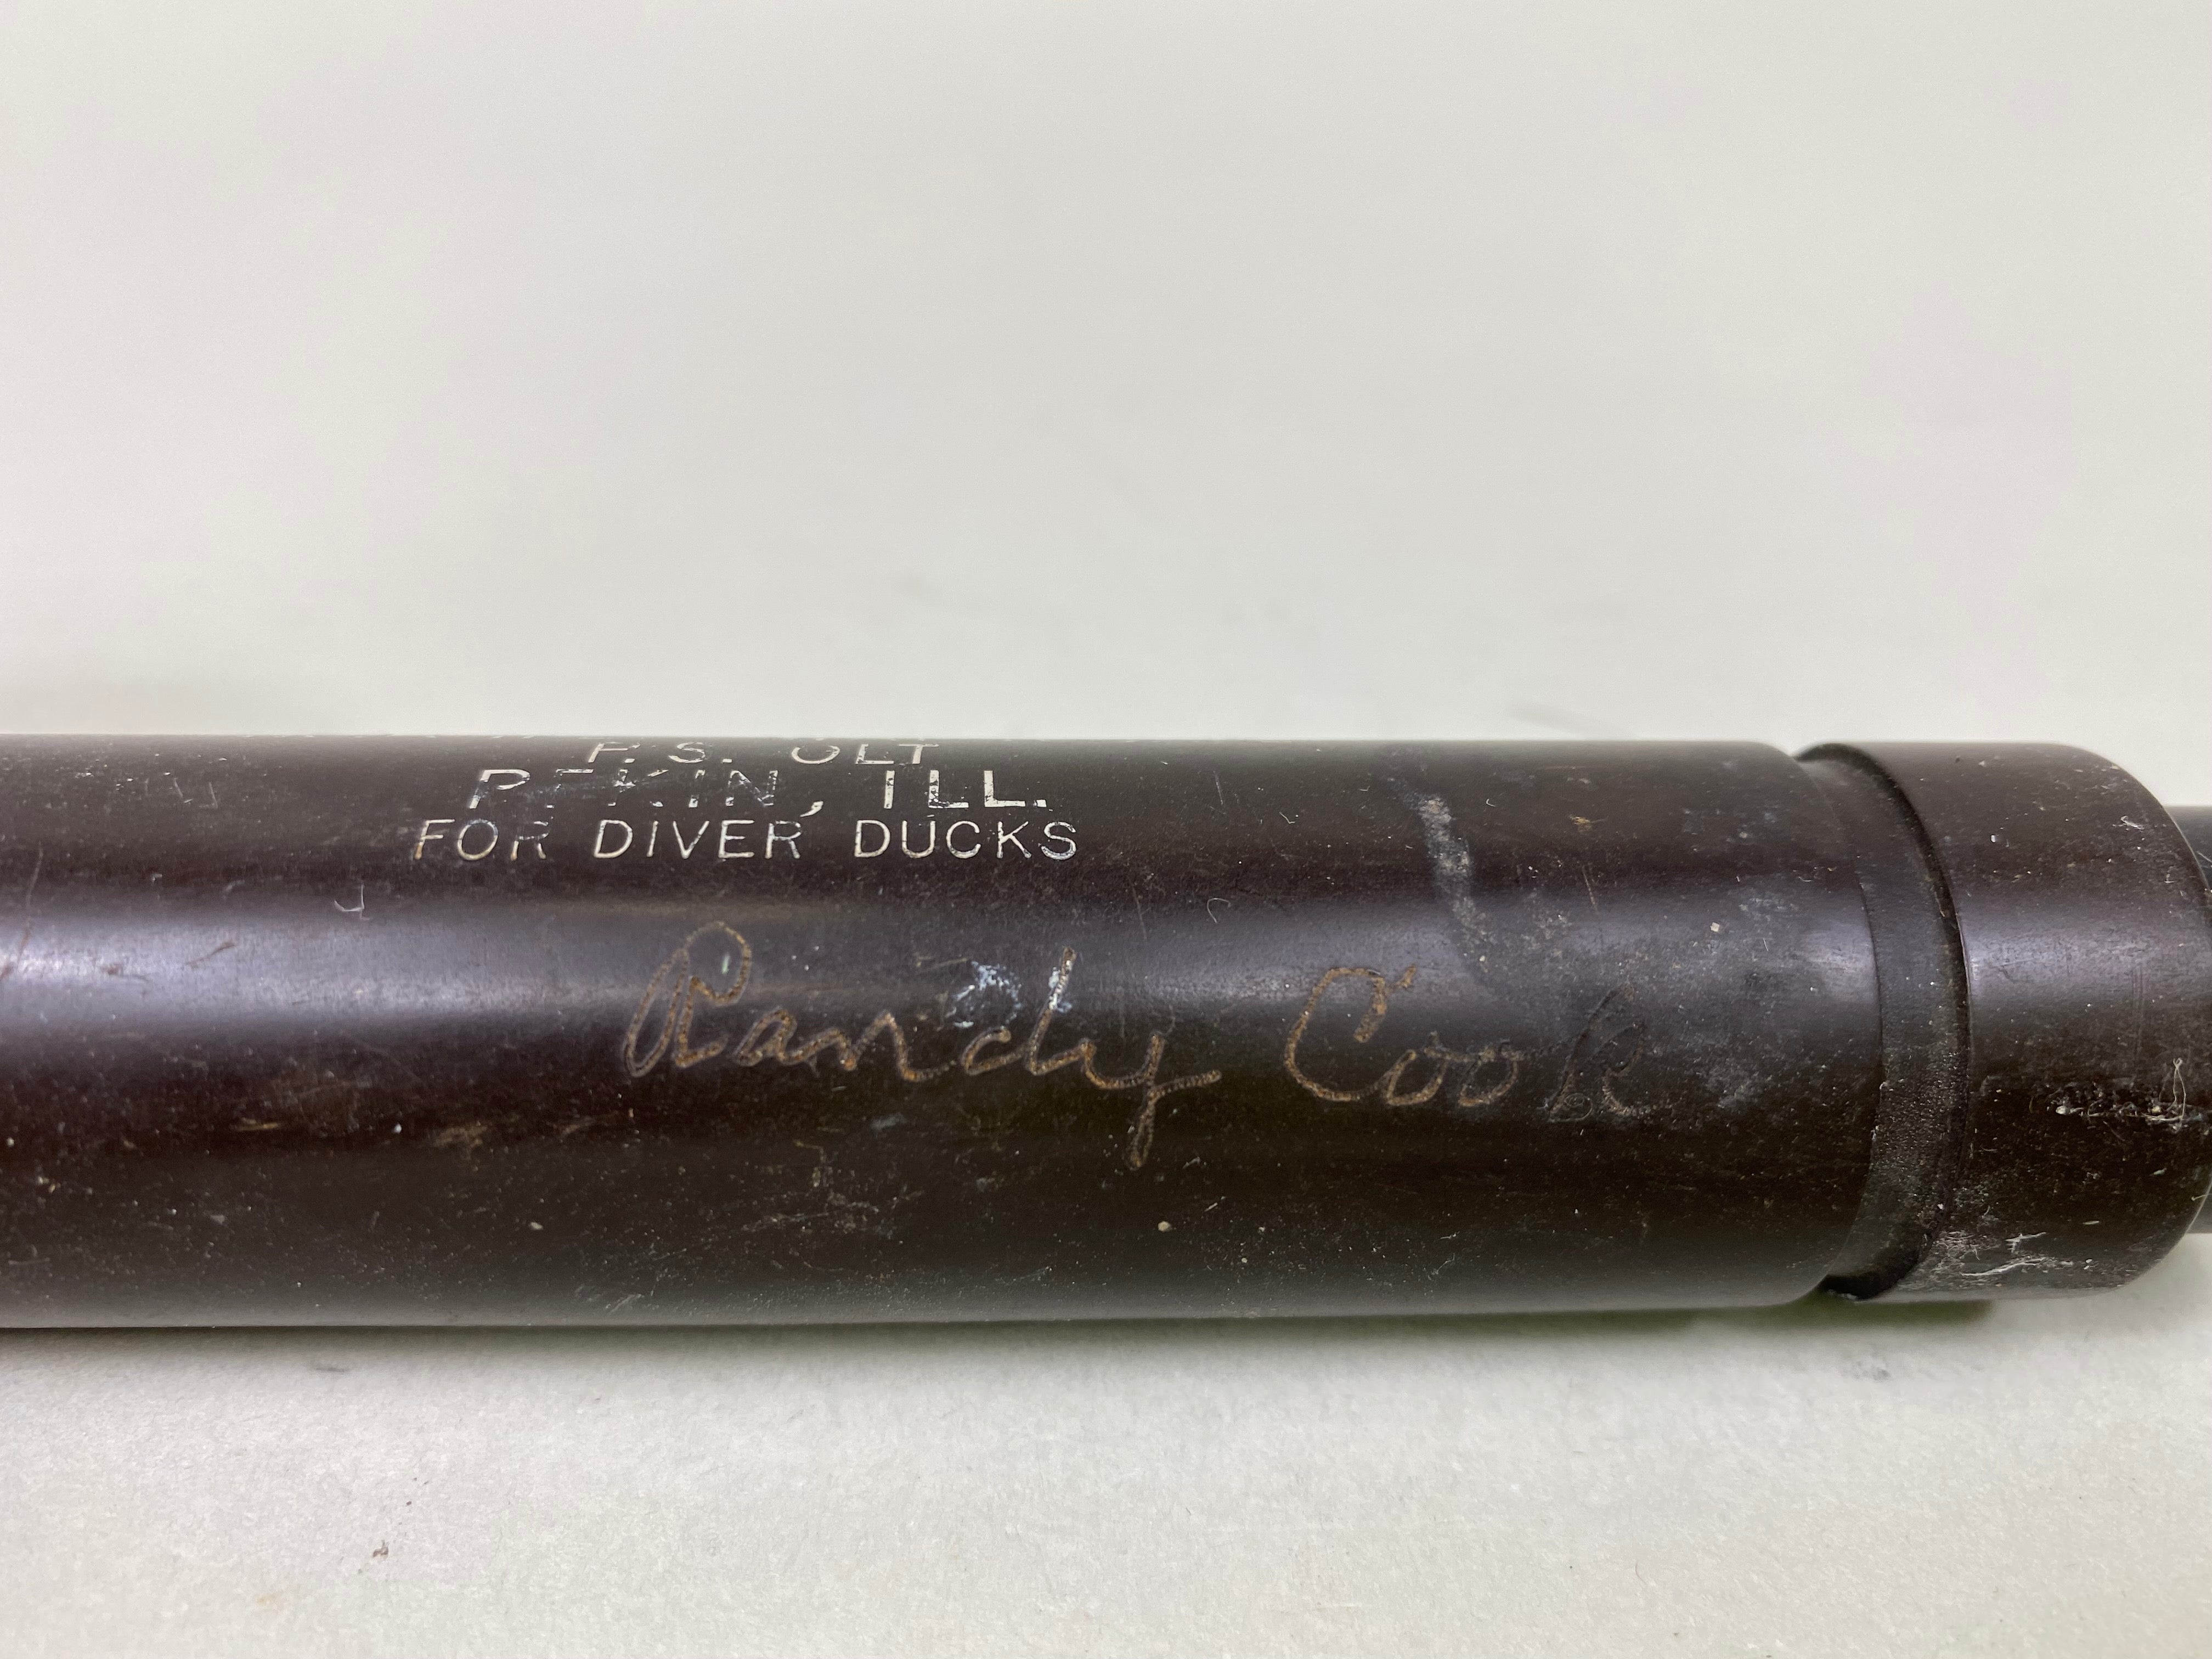 P.S. OLT
PEKIN, ILL.
FOR DIVER DUCKS
Randy Cook